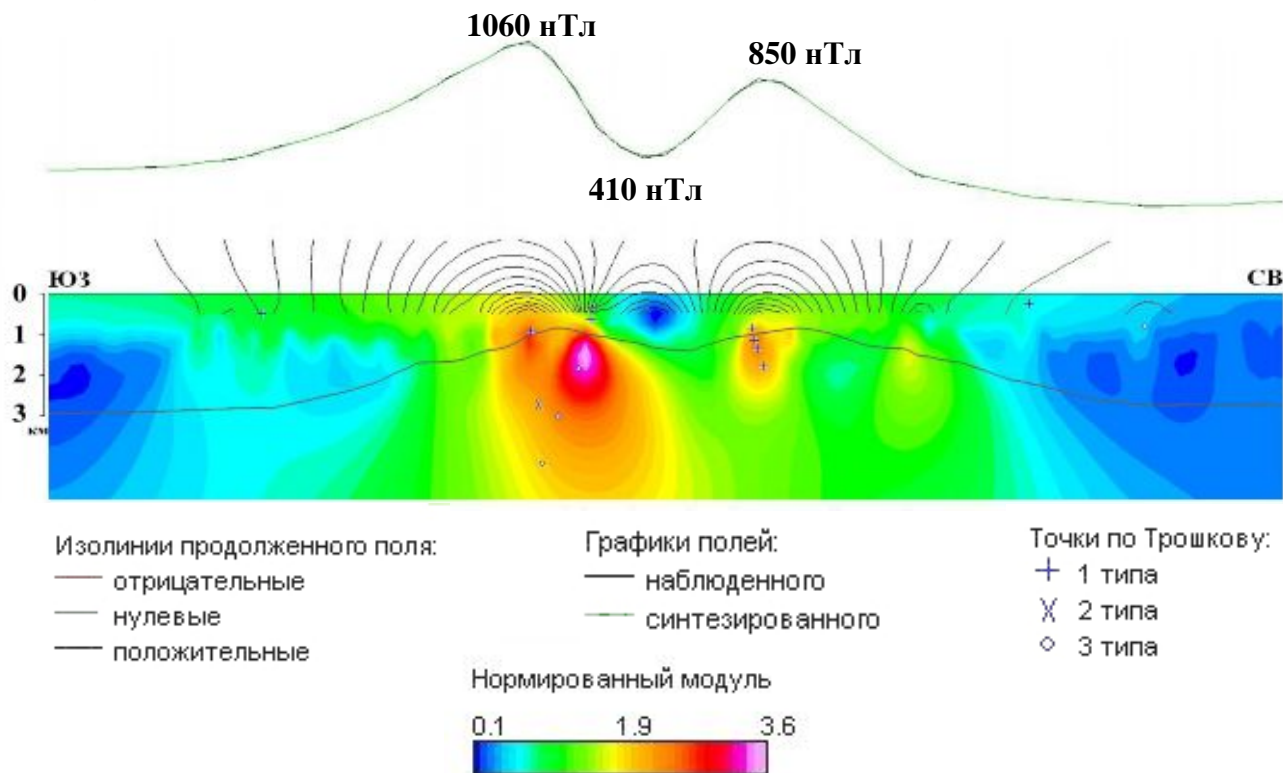 1060 нТл
850 нТл
410 нТл
ЮЗ
СВ
0
1
2
3
км
Изолинии продолженного поля:
отрицательные
нулевые
положительные
Графики полей:
наблюденного
синтезированного
Точки по Трошкову:
1 типа
2 типа
3 типа
Нормированный модуль
0.1 1.9 3.6